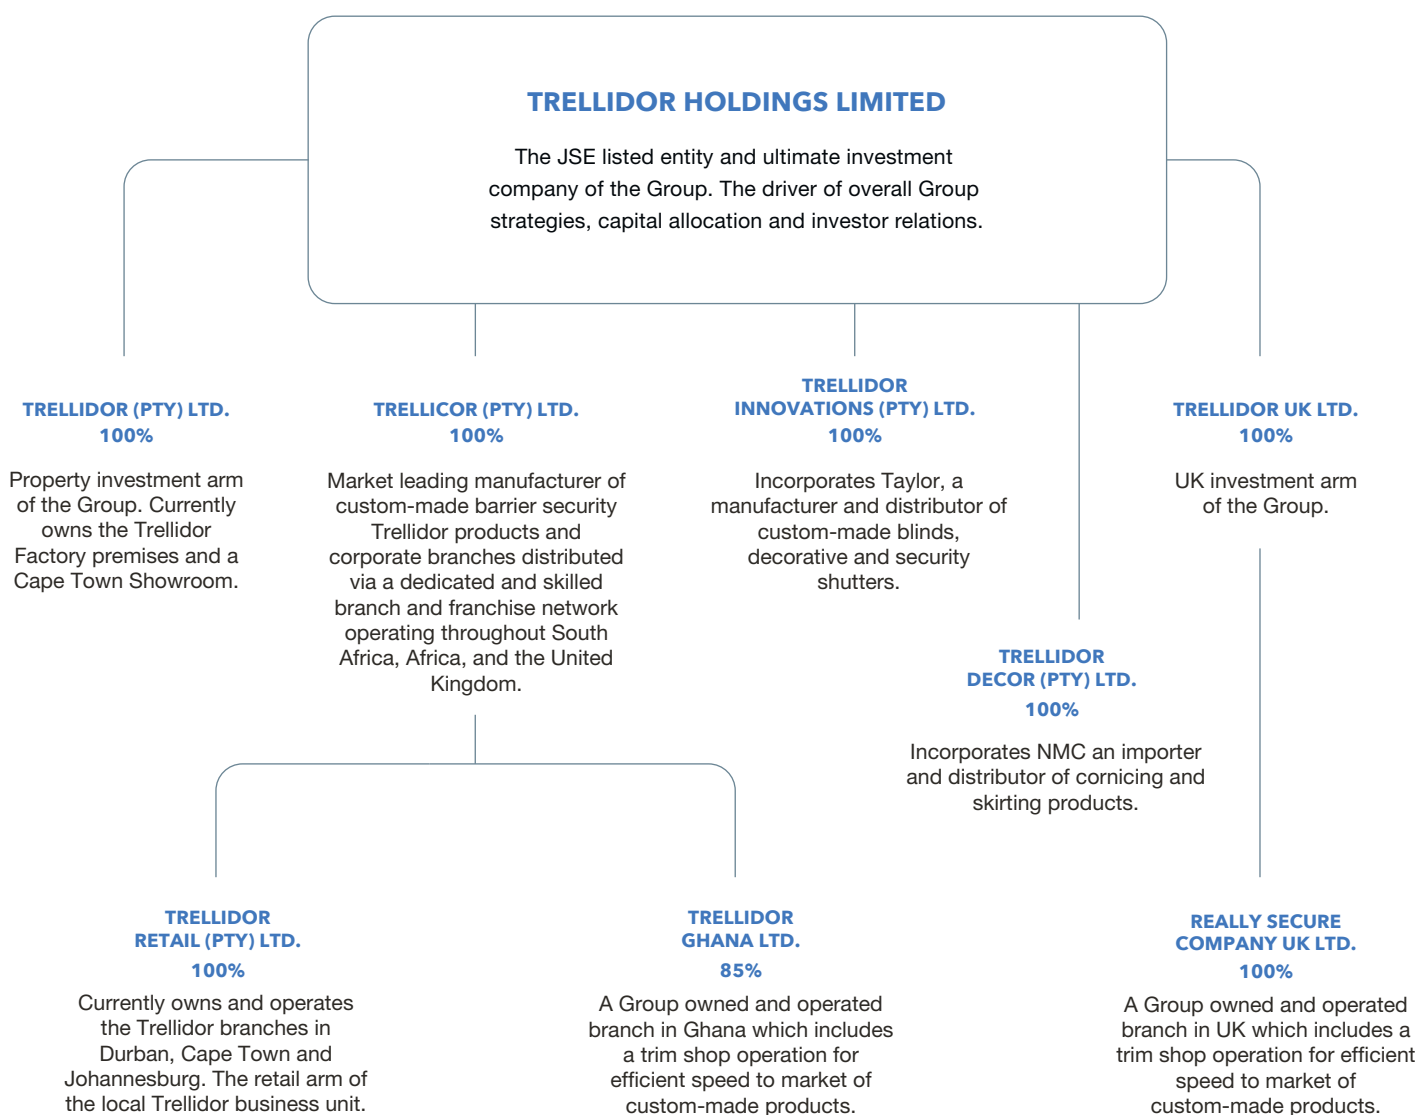 TRELLIDOR HOLDINGS LIMITED
The JSE listed entity and ultimate investment
company of the Group. The driver of overall Group
strategies, capital allocation and investor relations.
TRELLIDOR (PTY) LTD.
100%
Property investment arm
of the Group. Currently
owns the Trellidor
Factory premises and a
Cape Town Showroom.
TRELLICOR (PTY) LTD.
100%
Market leading manufacturer of
custom-made barrier security
Trellidor products and
corporate branches distributed
via a dedicated and skilled
branch and franchise network
operating throughout South
Africa, Africa, and the United
Kingdom.
TRELLIDOR
INNOVATIONS (PTY) LTD.
100%
Incorporates Taylor, a
manufacturer and distributor of
custom-made blinds,
decorative and security
shutters.
TRELLIDOR UK LTD.
100%
UK investment arm
of the Group.
TRELLIDOR
DECOR (PTY) LTD.
100%
Incorporates NMC an importer
and distributor of cornicing and
skirting products.
TRELLIDOR
RETAIL (PTY) LTD.
100%
Currently owns and operates
the Trellidor branches in
Durban, Cape Town and
Johannesburg. The retail arm of
the local Trellidor business unit.
TRELLIDOR
GHANA LTD.
85%
A Group owned and operated
branch in Ghana which includes
a trim shop operation for
efficient speed to market of
custom-made products.
REALLY SECURE
COMPANY UK LTD.
100%
A Group owned and operated
branch in UK which includes a
trim shop operation for efficient
speed to market of
custom-made products.